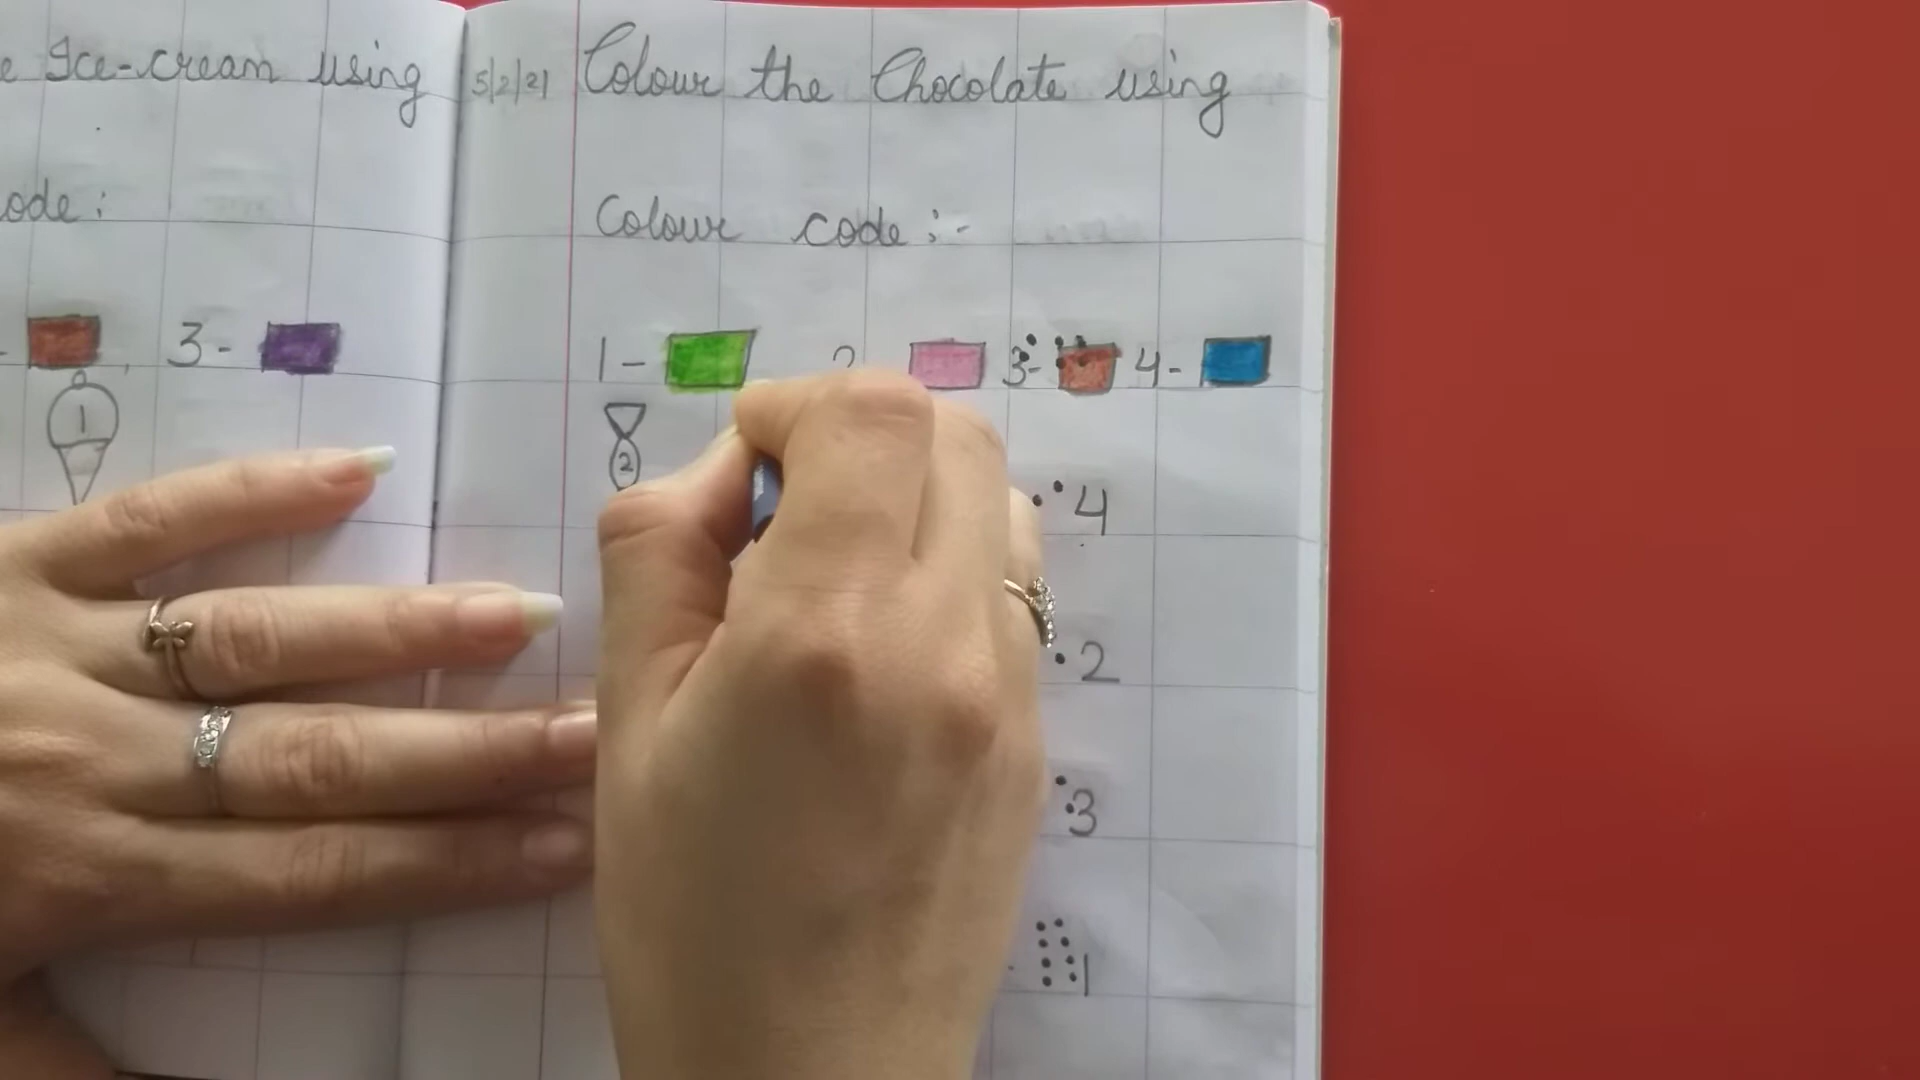 e Ice-cream using
ode:
3 -
1
5/2/21 Colour the Chocolate using
Colour code :-
1 - 2 3- 4-
2
4
2
3
1